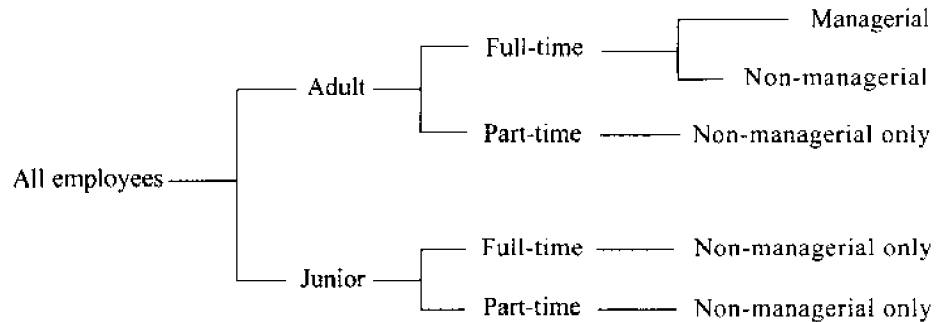 Managerial
Full-time
Adult
Non-managerial
Part-time
Non-managerial only
All employees
Full-time
Non-managerial only
Junior
Part-time
Non-managerial only